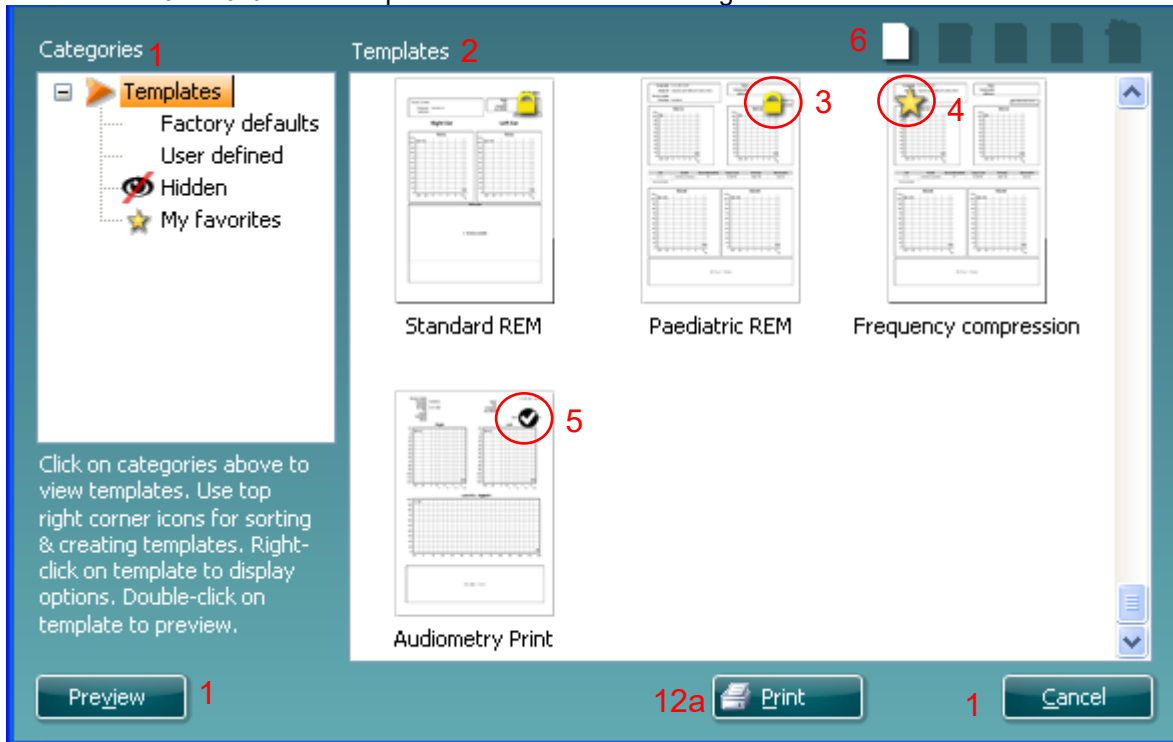 Categories 1
Templates 2
6
Templates
Factory defaults
User defined
Hidden
My favorites
3
4
Standard REM
Paediatric REM
Frequency compression
5
Audiometry Print
Click on categories above to
view templates. Use top
right corner icons for sorting
& creating templates. Right-
click on template to display
options. Double-click on
template to preview.
Preview 1
12a Print
1 Cancel